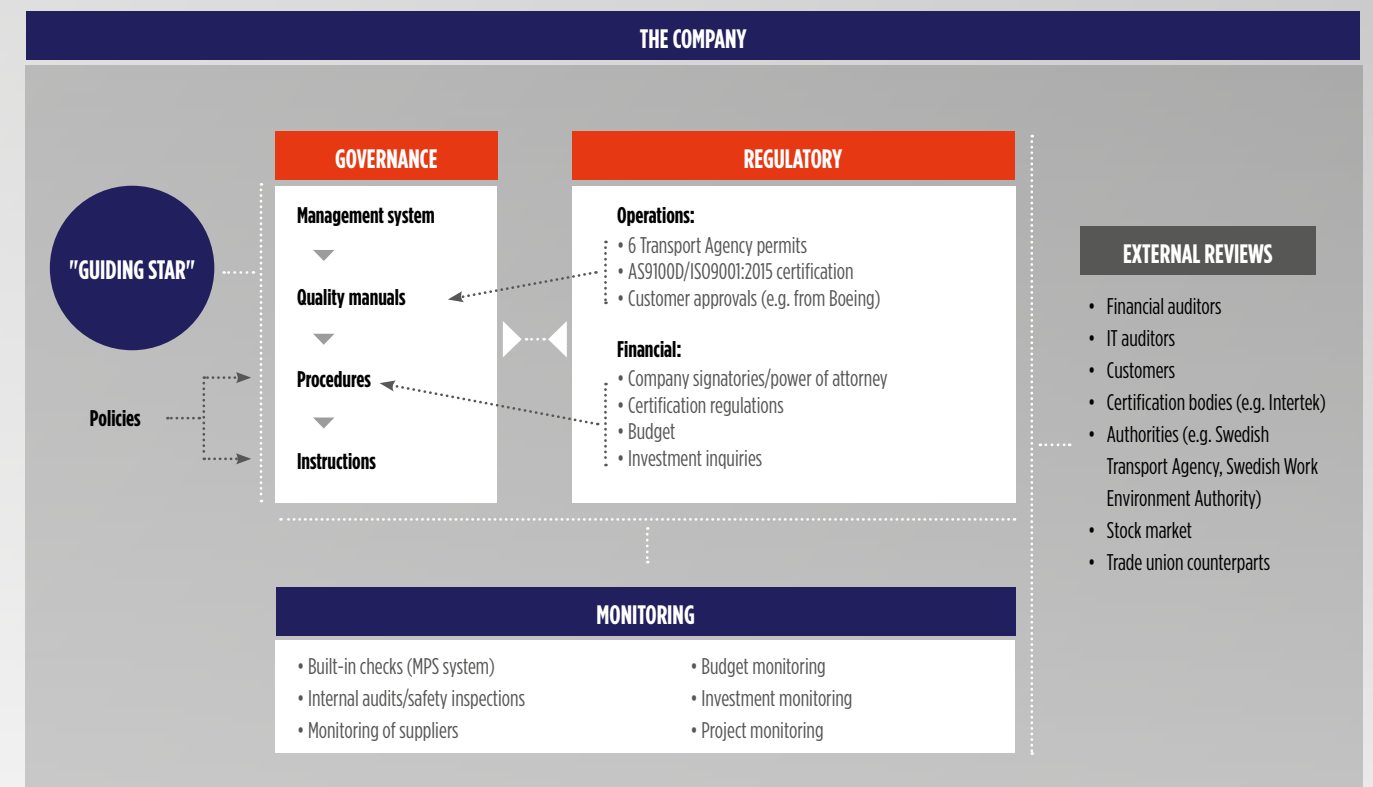 THE COMPANY
"GUIDING STAR"
Policies
GOVERNANCE
Management system
Quality manuals
Procedures
Instructions
REGULATORY
Operations:
• 6 Transport Agency permits
• AS9100D/ISO9001:2015 certification
• Customer approvals (e.g. from Boeing)
Financial:
• Company signatories/power of attorney
• Certification regulations
• Budget
• Investment inquiries
EXTERNAL REVIEWS
• Financial auditors
• IT auditors
• Customers
• Certification bodies (e.g. Intertek)
• Authorities (e.g. Swedish
Transport Agency, Swedish Work
Environment Authority)
• Stock market
• Trade union counterparts
MONITORING
• Built-in checks (MPS system)
• Internal audits/safety inspections
• Monitoring of suppliers
• Budget monitoring
• Investment monitoring
• Project monitoring